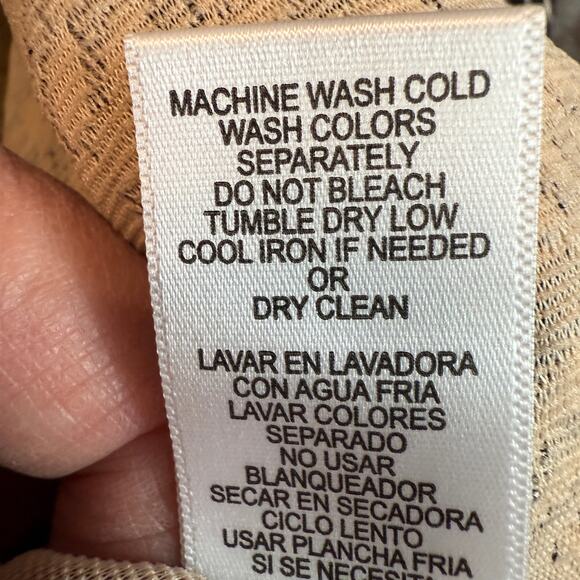 MACHINE WASH COLD
WASH COLORS
SEPARATELY
DO NOT BLEACH
TUMBLE DRY LOW
COOL IRON IF NEEDED
OR
DRY CLEAN
LAVAR EN LAVADORA
CON AGUA FRIA
LAVAR COLORES
SEPARADO
NO USAR
BLANQUEADOR
SECAR EN SECADORA
CICLO LENTO
USAR PLANCHA FRIA
SI SE